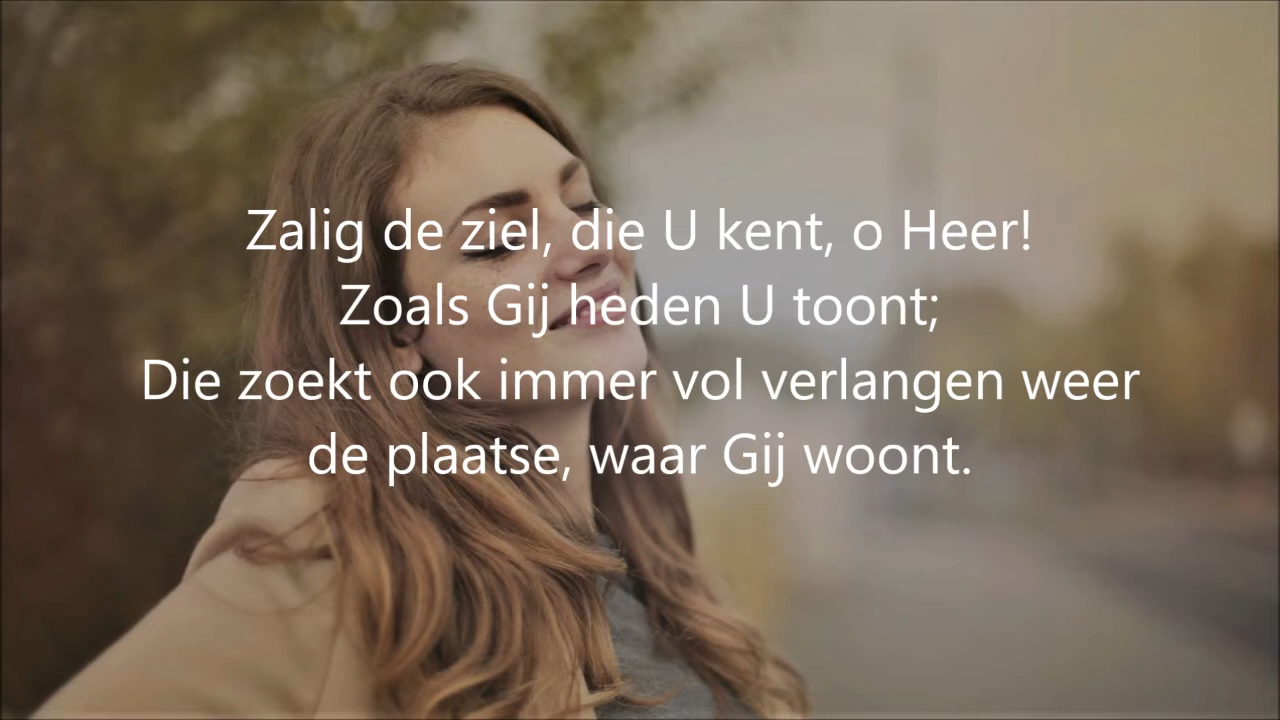 Zalig de ziel, die U kent, o Heer!
Zoals Gij heden U toont;
Die zoekt ook immer vol verlangen weer
de plaatse, waar Gij woont.